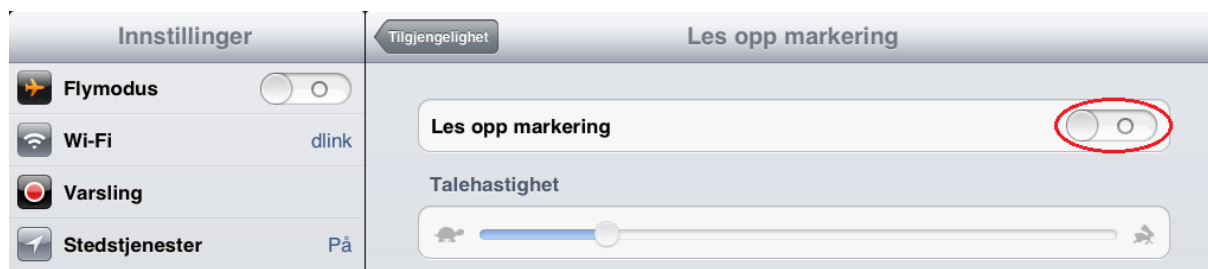 Innstillinger
Flymodus
Wi-Fi dlink
Varsling
Stedstjenester På
Tilgjengelighet Les opp markering
Les opp markering
Talehastighet